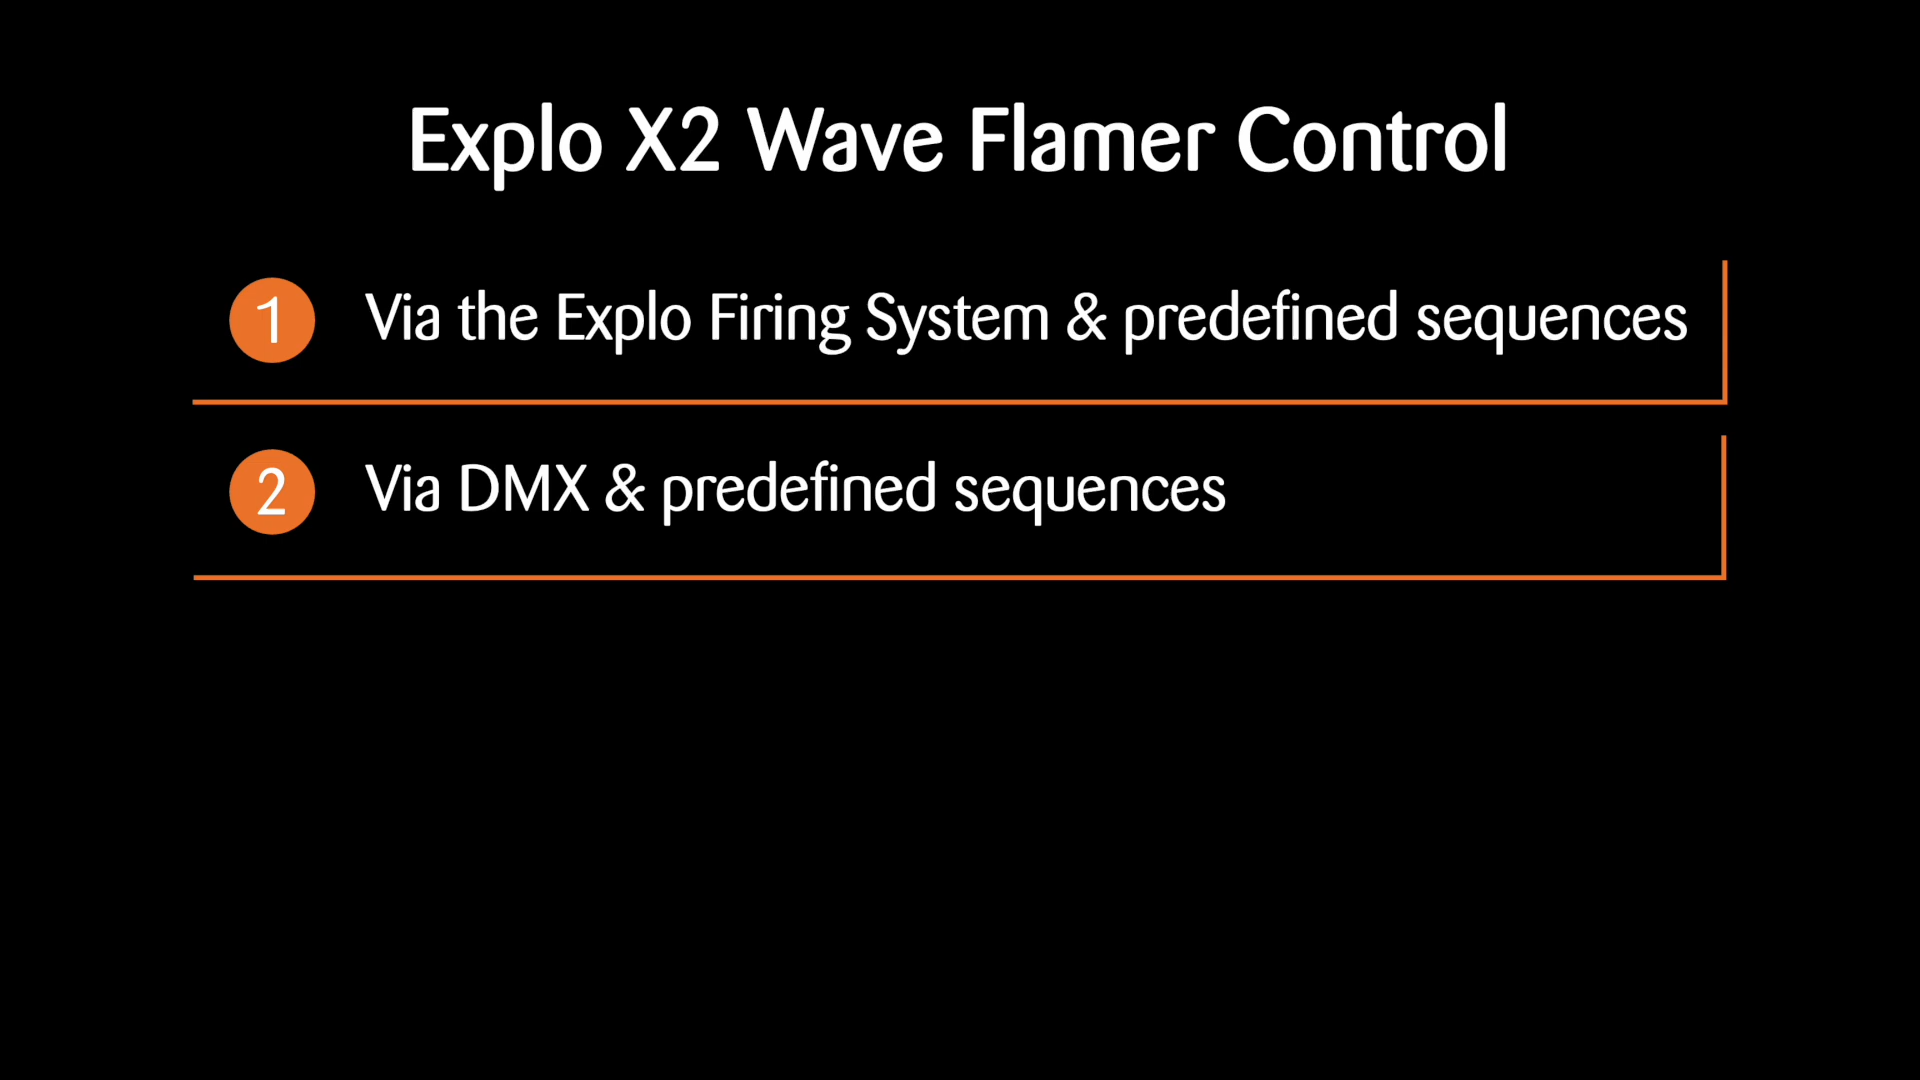 Explo X2 Wave Flamer Control
1 Via the Explo Firing System & predefined sequences
2 Via DMX & predefined sequences